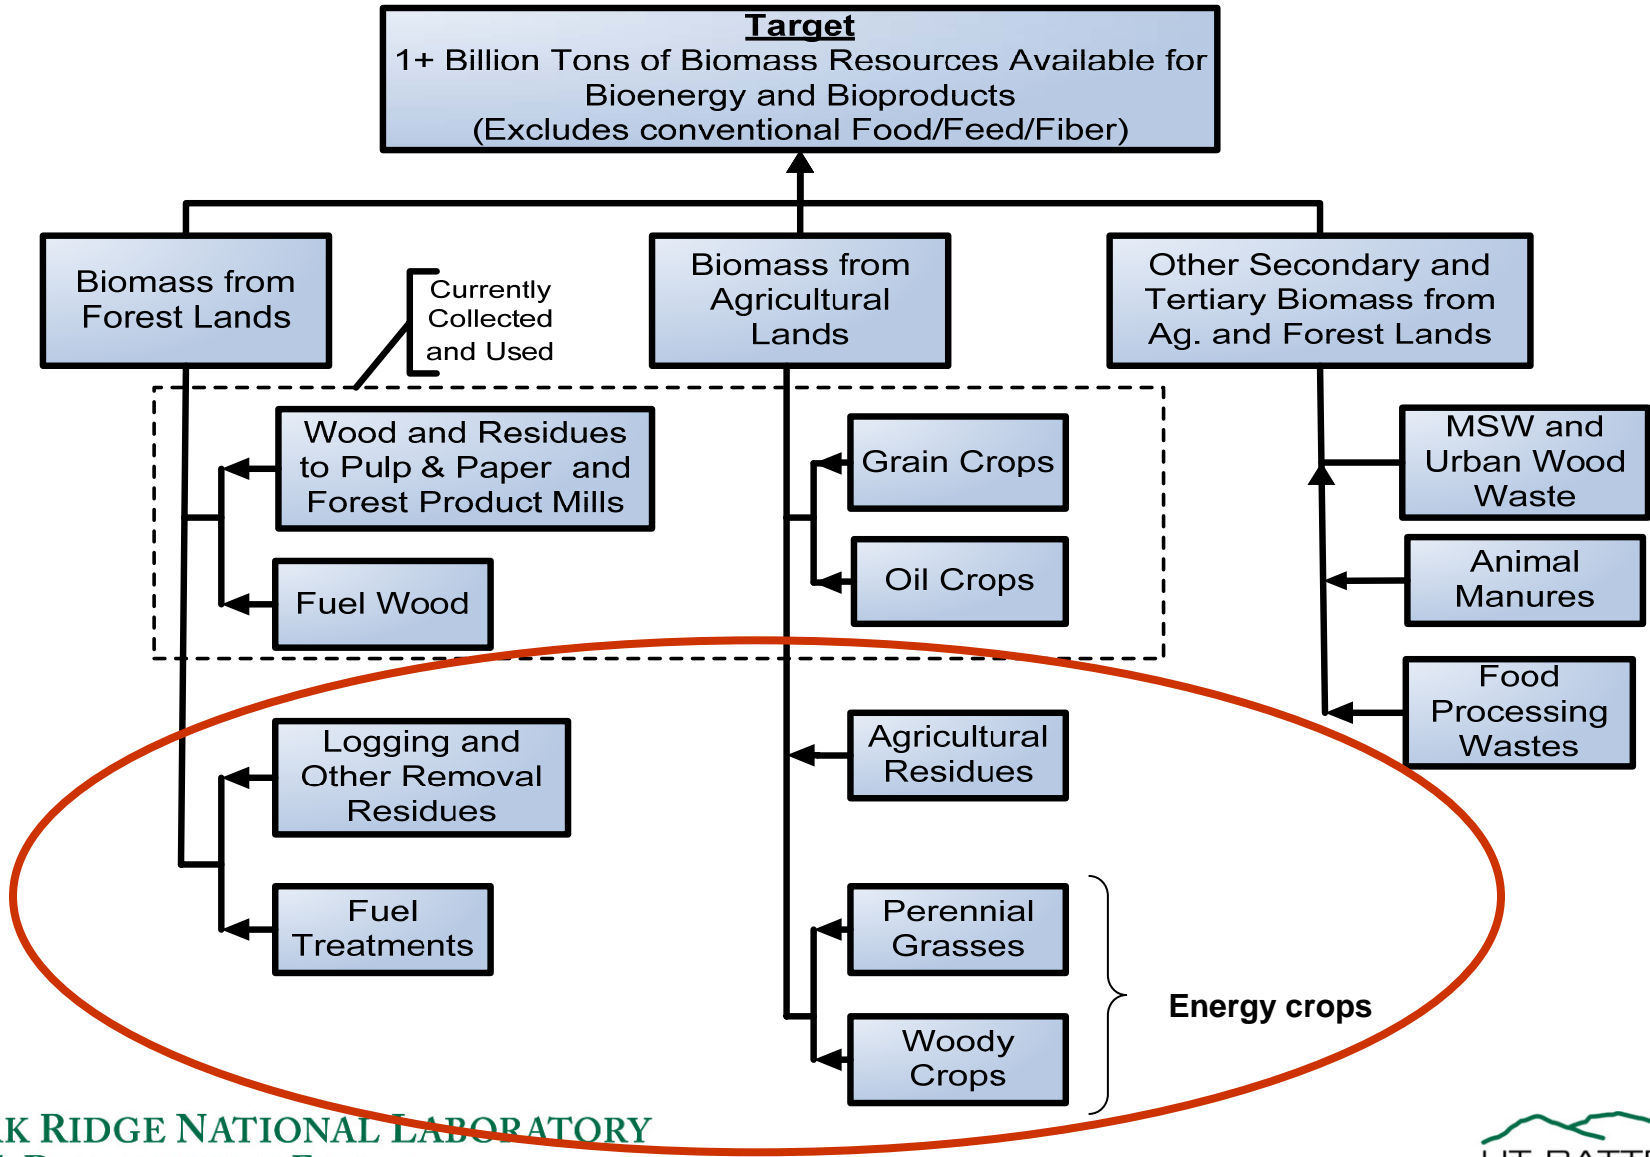 Target
1+ Billion Tons of Biomass Resources Available for
Bioenergy and Bioproducts
(Excludes conventional Food/Feed/Fiber)
Biomass from
Forest Lands
Currently
Collected
and Used
Biomass from
Agricultural
Lands
Other Secondary and
Tertiary Biomass from
Ag. and Forest Lands
Wood and Residues
to Pulp & Paper and
Forest Product Mills
Fuel Wood
Grain Crops
Oil Crops
MSW and
Urban Wood
Waste
Animal
Manures
Food
Processing
Wastes
Logging and
Other Removal
Residues
Fuel
Treatments
Agricultural
Residues
Perennial
Grasses
Woody
Crops
Energy crops
K RIDGE NATIONAL LABORATORY